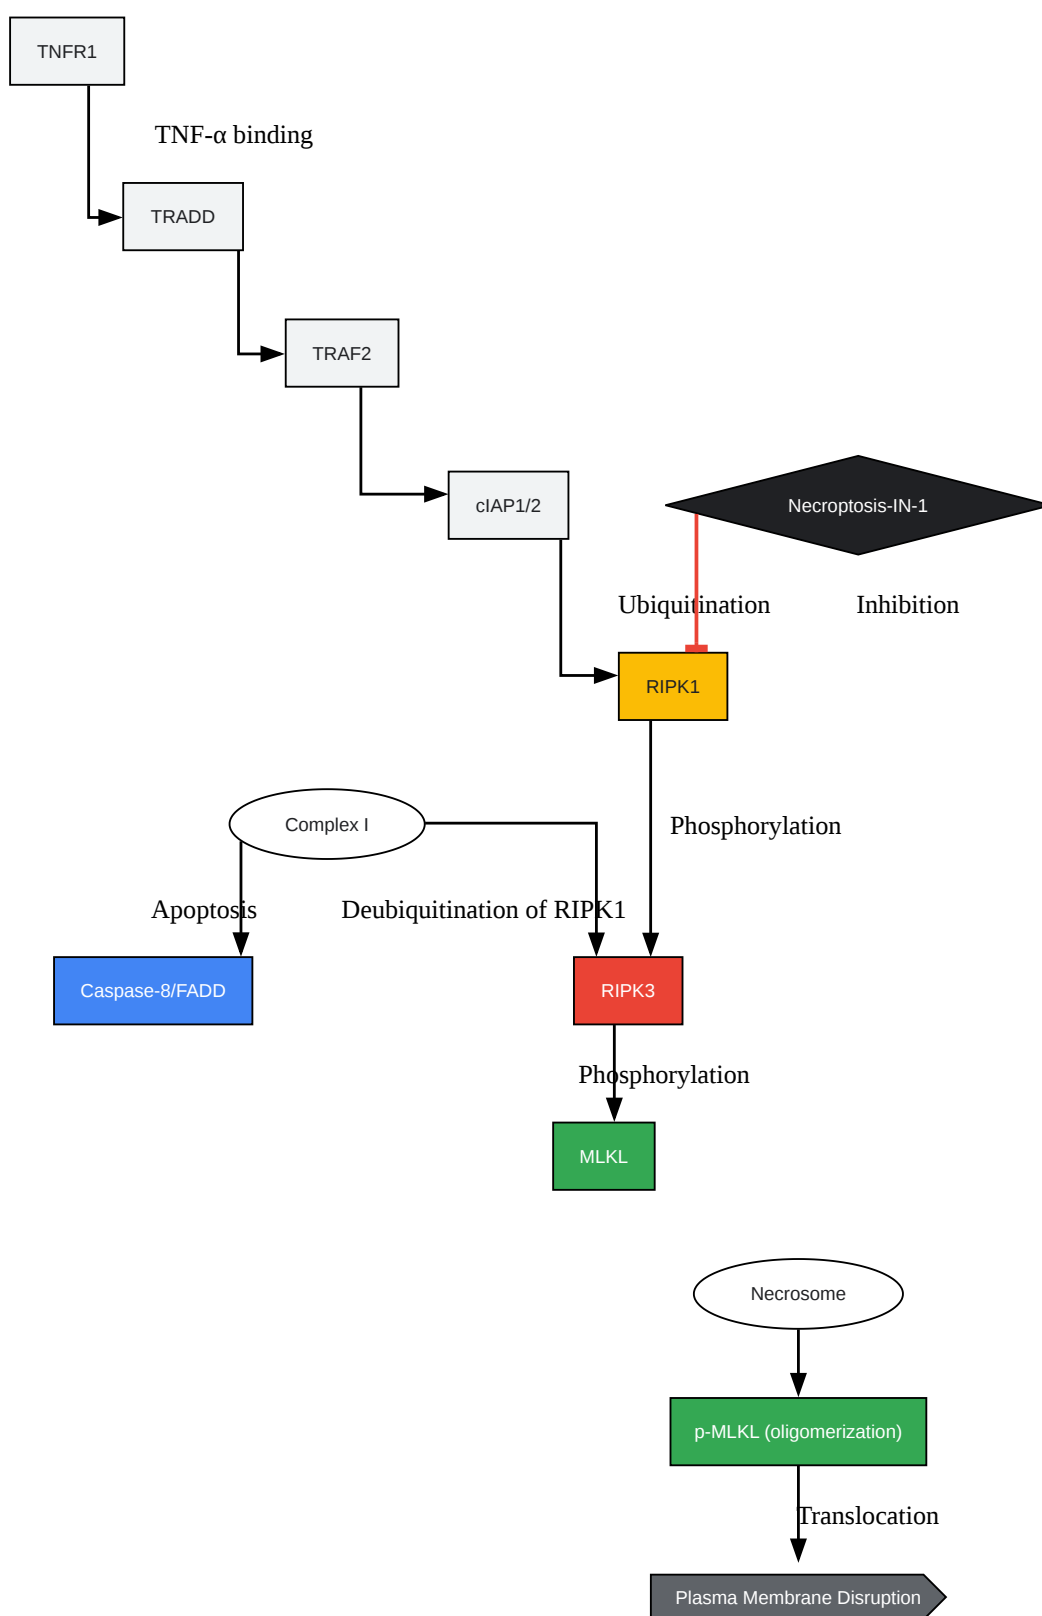 TNFR1
TNF-α binding
TRADD
TRAF2
cIAP1/2
Necroptosis-IN-1
Ubiquitination
Inhibition
RIPK1
Complex I
Phosphorylation
Apoptosis
Deubiquitination of RIPK1
Caspase-8/FADD
RIPK3
Phosphorylation
MLKL
Necrosome
p-MLKL (oligomerization)
Translocation
Plasma Membrane Disruption